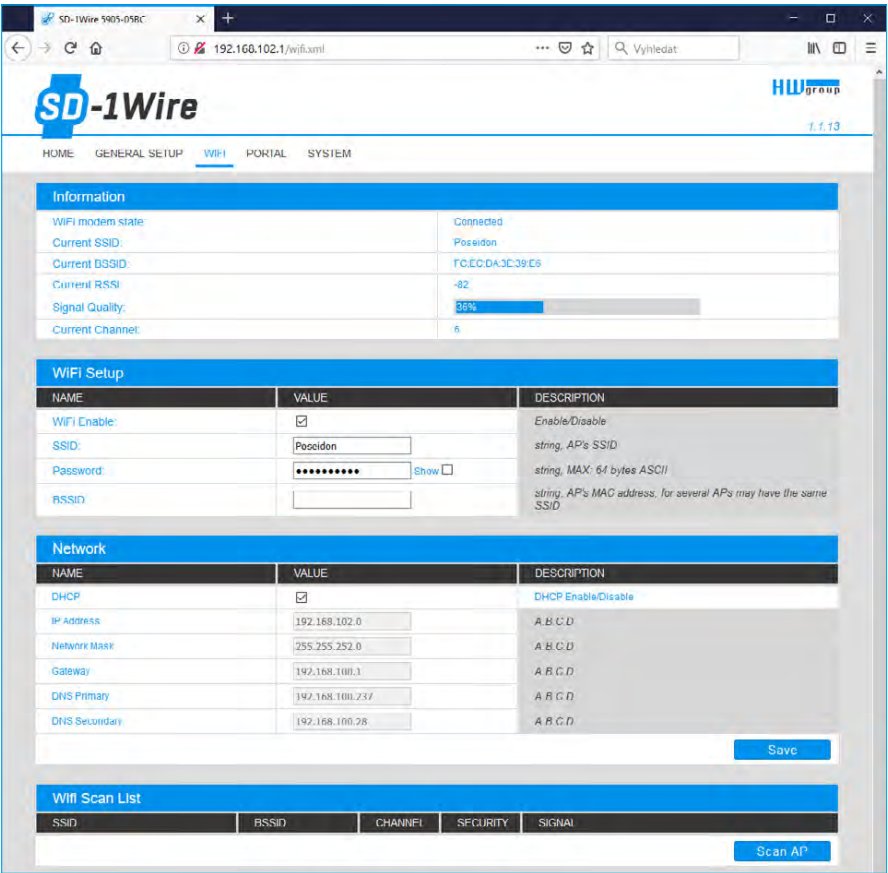 SD-1Wire 5905-05BC
192.168.102.1/wifi.xml
Vyhledat
SD-1Wire
HWgroup
1.1.13
HOME GENERAL SETUP WIFI PORTAL SYSTEM
Information
WiFi modem state: Connected
Current SSID: Poseidon
Current BSSID: FC:EC:DA:3E:39:E6
Current RSSI: -82
Signal Quality: 36%
Current Channel: 6
WiFi Setup
NAME VALUE DESCRIPTION
WiFi Enable: Enable/Disable
SSID: Poseidon string, AP's SSID
Password: •••••••••• Show string, MAX: 64 bytes ASCII
BSSID string, AP's MAC address, for several APs may have the same
SSID
Network
NAME VALUE DESCRIPTION
DHCP DHCP Enable/Disable
IP Address 192.168.102.0 A.B.C.D
Network Mask 255.255.252.0 A.B.C.D
Gateway 192.168.100.1 A.B.C.D
DNS Primary 192.168.100.237 A.B.C.D
DNS Secondary 192.168.100.28 A.B.C.D
Save
Wifi Scan List
SSID BSSID CHANNEL SECURITY SIGNAL
Scan AP